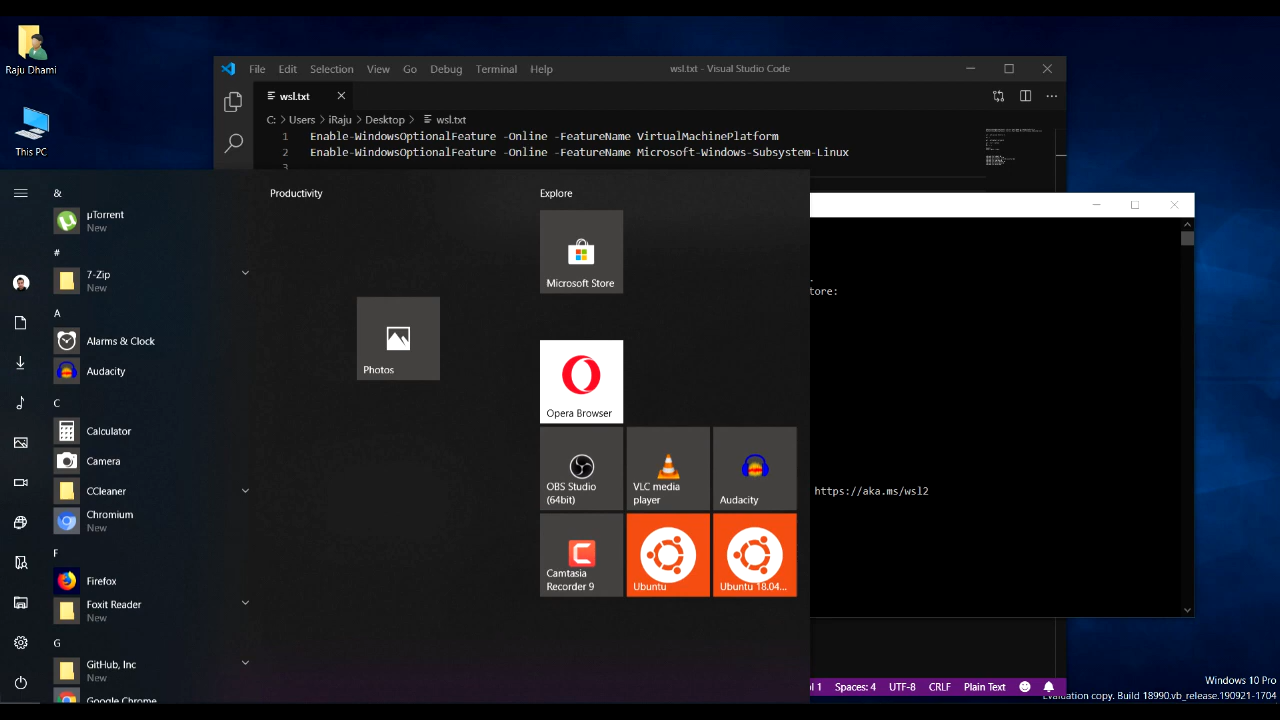 Raju Dhami
This PC
File Edit Selection View Go Debug Terminal Help
wsl.txt - Visual Studio Code
wsl.txt
C: > Users > iRaju > Desktop > wsl.txt
1 Enable-WindowsOptionalFeature -Online -FeatureName VirtualMachinePlatform
2 Enable-WindowsOptionalFeature -Online -FeatureName Microsoft-Windows-Subsystem-Linux
&
µTorrent
New
#
7-Zip
New
A
Alarms & Clock
Audacity
C
Calculator
Camera
CCleaner
Chromium
New
F
Firefox
Foxit Reader
New
G
GitHub, Inc
New
Google Chrome
Productivity
Photos
Explore
Microsoft Store
Opera Browser
OBS Studio
(64bit)
VLC media
player
Audacity
Camtasia
Recorder 9
Ubuntu
Ubuntu 18.04...
tore:
https://aka.ms/wsl2
l 1 Spaces: 4 UTF-8 CRLF Plain Text
Windows 10 Pro
Evaluation copy. Build 18990.vb_release.190921-1704